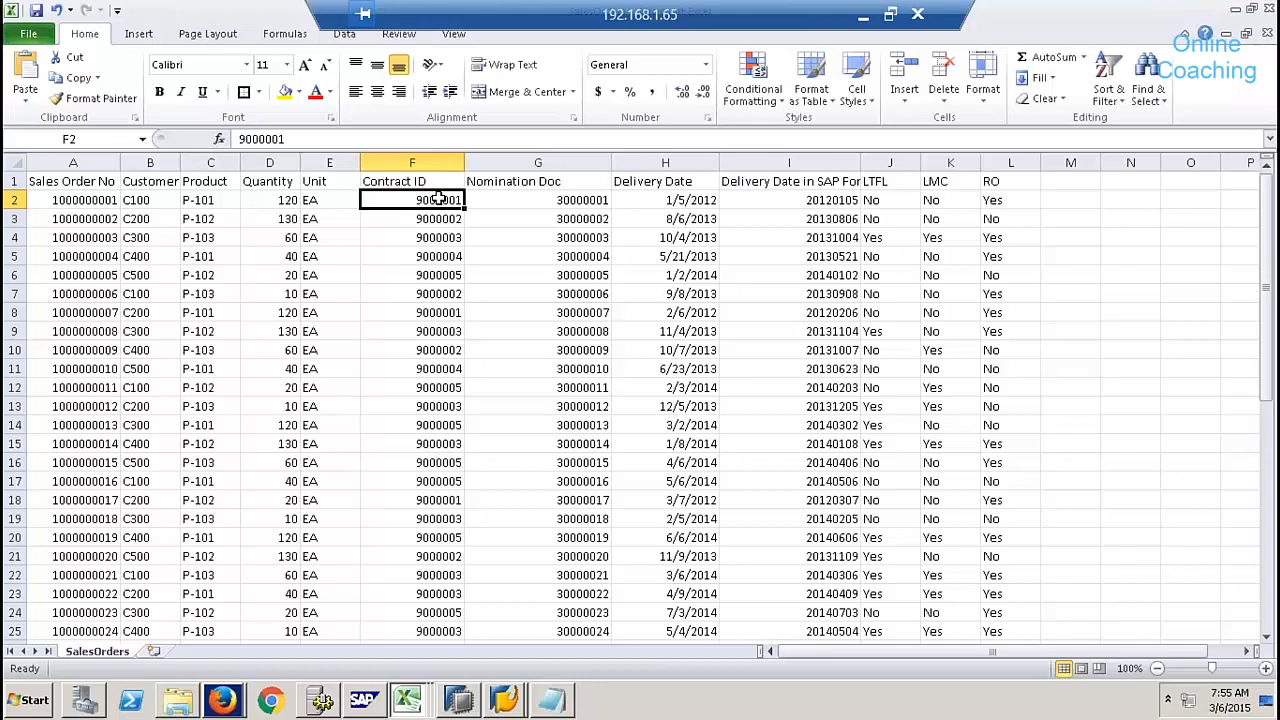 192.168.1.65
File Home Insert Page Layout Formulas Data Review View
Online
Coaching
Paste Cut Copy Format Painter Clipboard
Calibri 11 A A B I U A Font
Wrap Text Merge & Center Alignment
General $ % , Number
Conditional Formatting Format as Table Cell Styles Styles
Insert Delete Format Cells
Σ AutoSum Fill Clear Sort & Filter Find & Select Editing
F2 fx 9000001
A B C D E F G H I J K L M N O P
1 Sales Order No Customer Product Quantity Unit Contract ID Nomination Doc Delivery Date Delivery Date in SAP For LTFL LMC RO
2 1000000001 C100 P-101 120 EA 9000001 30000001 1/5/2012 20120105 No No Yes
3 1000000002 C200 P-102 130 EA 9000002 30000002 8/6/2013 20130806 No No No
4 1000000003 C300 P-103 60 EA 9000003 30000003 10/4/2013 20131004 Yes Yes Yes
5 1000000004 C400 P-101 40 EA 9000004 30000004 5/21/2013 20130521 No No Yes
6 1000000005 C500 P-102 20 EA 9000005 30000005 1/2/2014 20140102 No No No
7 1000000006 C100 P-103 10 EA 9000002 30000006 9/8/2013 20130908 No No Yes
8 1000000007 C200 P-101 120 EA 9000001 30000007 2/6/2012 20120206 No No Yes
9 1000000008 C300 P-102 130 EA 9000003 30000008 11/4/2013 20131104 Yes No No
10 1000000009 C400 P-103 60 EA 9000002 30000009 10/7/2013 20131007 No Yes No
11 1000000010 C500 P-101 40 EA 9000004 30000010 6/23/2013 20130623 No No No
12 1000000011 C100 P-102 20 EA 9000005 30000011 2/3/2014 20140203 No Yes No
13 1000000012 C200 P-103 10 EA 9000003 30000012 12/5/2013 20131205 Yes Yes No
14 1000000013 C300 P-101 120 EA 9000005 30000013 3/2/2014 20140302 Yes No No
15 1000000014 C400 P-102 130 EA 9000003 30000014 1/8/2014 20140108 Yes Yes Yes
16 1000000015 C500 P-103 60 EA 9000005 30000015 4/6/2014 20140406 No No Yes
17 1000000016 C100 P-101 40 EA 9000005 30000016 5/6/2014 20140506 No No No
18 1000000017 C200 P-102 20 EA 9000001 30000017 3/7/2012 20120307 No No Yes
19 1000000018 C300 P-103 10 EA 9000003 30000018 2/5/2014 20140205 No No No
20 1000000019 C400 P-101 120 EA 9000005 30000019 6/6/2014 20140606 Yes Yes Yes
21 1000000020 C500 P-102 130 EA 9000002 30000020 11/9/2013 20131109 Yes No No
22 1000000021 C100 P-103 60 EA 9000003 30000021 3/6/2014 20140306 Yes Yes Yes
23 1000000022 C200 P-101 40 EA 9000003 30000022 4/9/2014 20140409 Yes Yes Yes
24 1000000023 C300 P-102 20 EA 9000005 30000023 7/3/2014 20140703 No No Yes
25 1000000024 C400 P-103 10 EA 9000003 30000024 5/4/2014 20140504 Yes Yes Yes
SalesOrders
Ready 100%
Start SAP 7:55 AM
3/6/2015